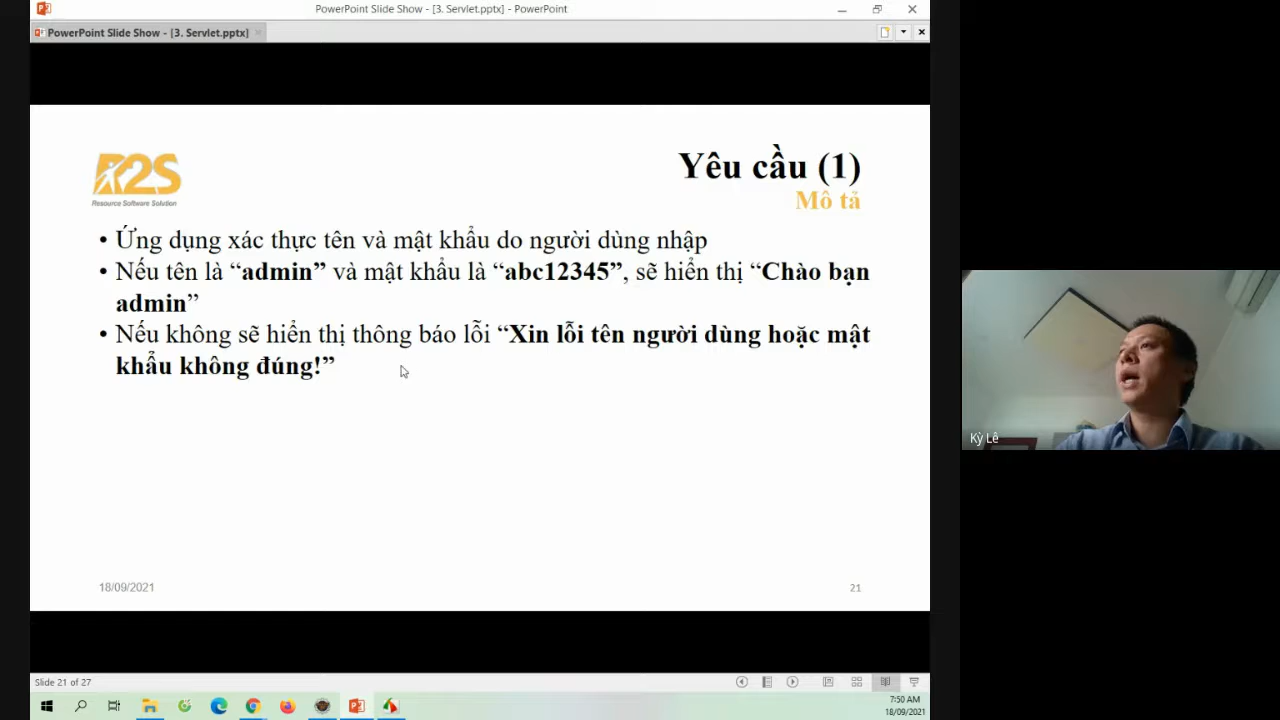 PowerPoint Slide Show - [3. Servlet.pptx] - PowerPoint
PowerPoint Slide Show - [3. Servlet.pptx]
R2S
Resource Software Solution
Yêu cầu (1)
Mô tả
• Ứng dụng xác thực tên và mật khẩu do người dùng nhập
• Nếu tên là “admin” và mật khẩu là “abc12345”, sẽ hiển thị “Chào bạn
admin”
• Nếu không sẽ hiển thị thông báo lỗi “Xin lỗi tên người dùng hoặc mật
khẩu không đúng!”
18/09/2021
21
Kỳ Lê
Slide 21 of 27
7:50 AM
18/09/2021